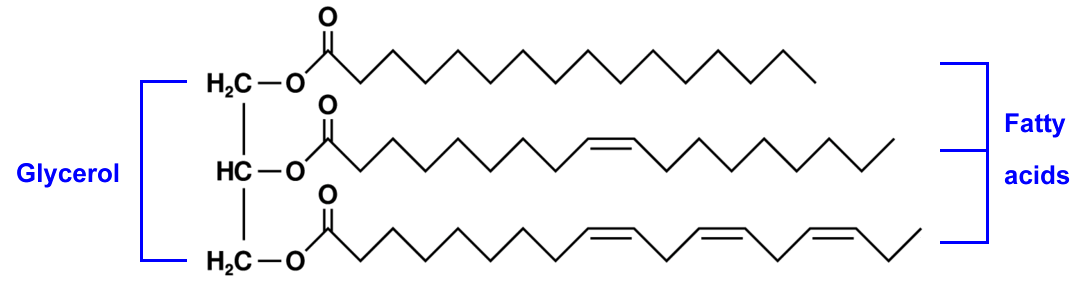 O
H₂C—O
O
Fatty
Glycerol
HC—O
acids
O
H₂C—O